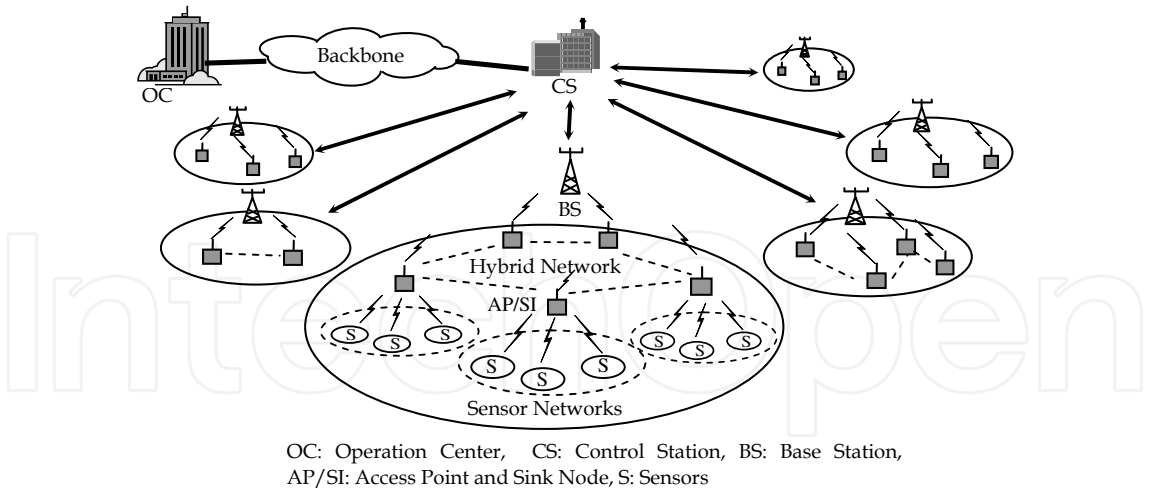 Backbone
OC
CS
BS
Hybrid Network
AP/SI
S
S
S
S
S
S
S
S
S
Sensor Networks
OC: Operation Center, CS: Control Station, BS: Base Station,
AP/SI: Access Point and Sink Node, S: Sensors
IntechOpen